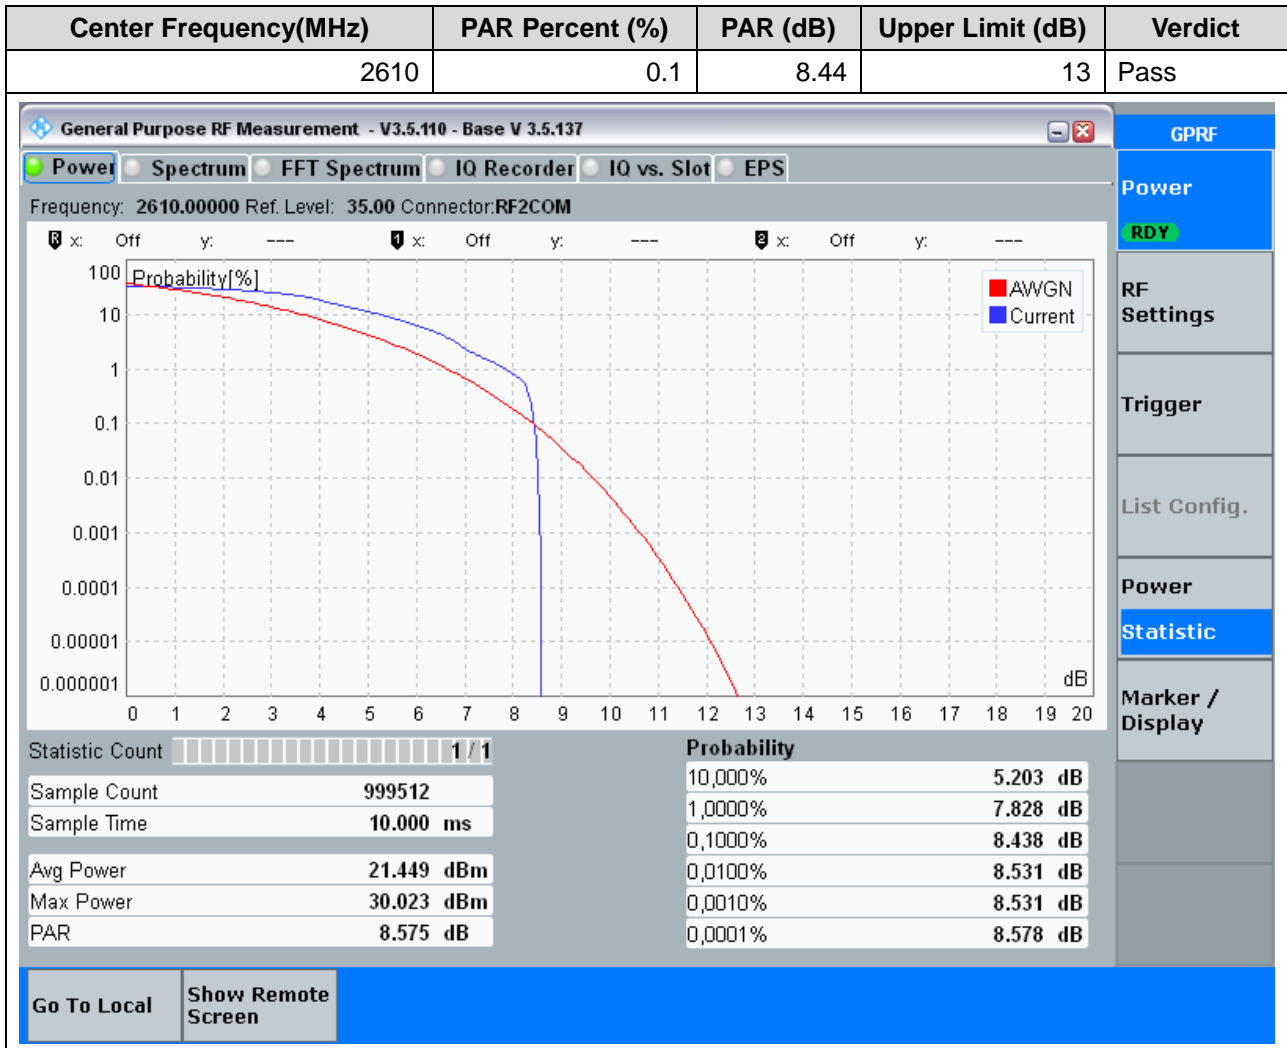 Center Frequency(MHz) PAR Percent (%) PAR (dB) Upper Limit (dB) Verdict
2610 0.1 8.44 13 Pass
General Purpose RF Measurement - V3.5.110 - Base V 3.5.137
GPRF
Power Spectrum FFT Spectrum IQ Recorder IQ vs. Slot EPS
Power
RDY
Frequency: 2610.00000 Ref. Level: 35.00 Connector:RF2COM
R x: Off y: --- 1 x: Off y: --- 2 x: Off y: ---
RF
Settings
Trigger
List Config.
Power
Statistic
Marker /
Display
Probability[%]
AWGN
Current
100
10
1
0.1
0.01
0.001
0.0001
0.00001
0.000001
dB
0 1 2 3 4 5 6 7 8 9 10 11 12 13 14 15 16 17 18 19 20
Statistic Count 1 / 1
Sample Count 999512
Sample Time 10.000 ms
Avg Power 21.449 dBm
Max Power 30.023 dBm
PAR 8.575 dB
Probability
10,000% 5.203 dB
1,0000% 7.828 dB
0,1000% 8.438 dB
0,0100% 8.531 dB
0,0010% 8.531 dB
0,0001% 8.578 dB
Go To Local
Show Remote
Screen